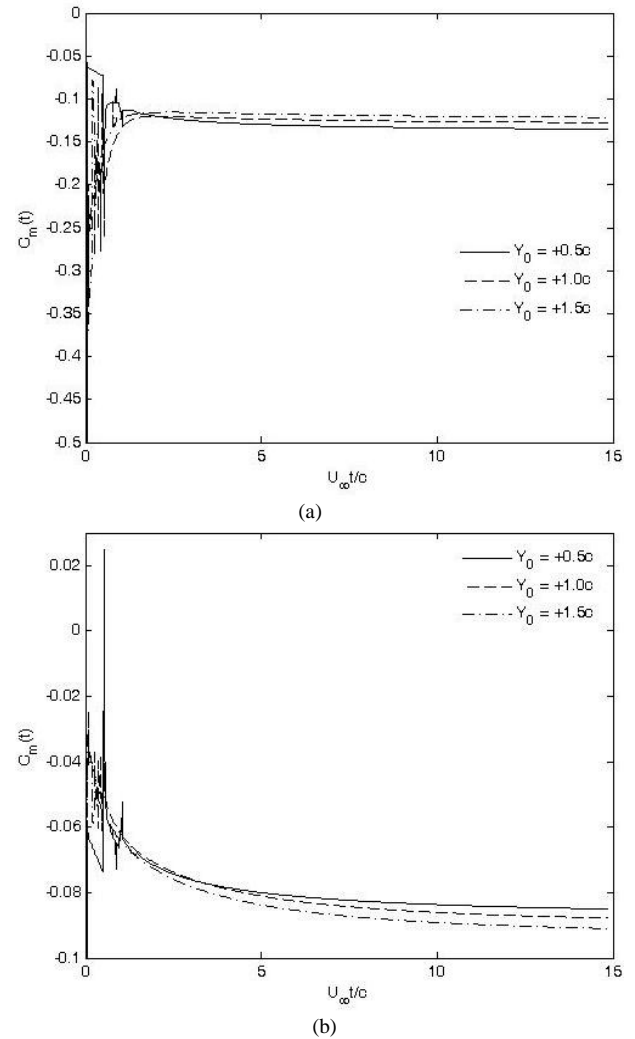 0
-0.05
-0.1
-0.15
-0.2
-0.25
-0.3
-0.35
-0.4
-0.45
-0.5
C_m(t)
Y_0 = +0.5c
Y_0 = +1.0c
Y_0 = +1.5c
0 5 10 15
U_∞t/c
(a)
0.02
0
-0.02
-0.04
-0.06
-0.08
-0.1
C_m(t)
Y_0 = +0.5c
Y_0 = +1.0c
Y_0 = +1.5c
0 5 10 15
U_∞t/c
(b)